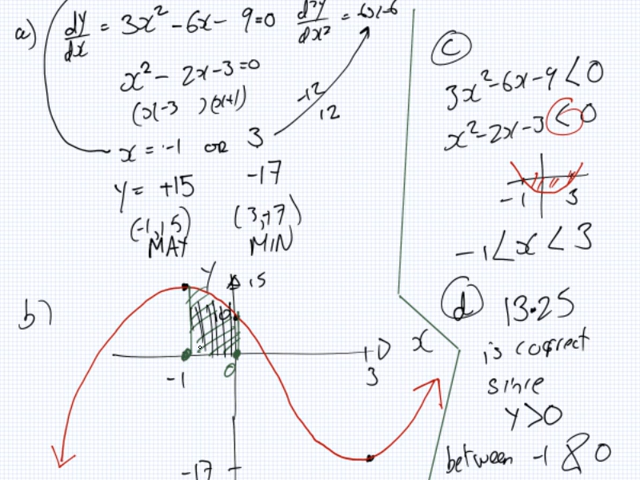 a) dy/dx = 3x² - 6x - 9 = 0 d²y/dx² = 6x-6
x² - 2x - 3 = 0
(x-3)(x+1)
-12
12
x = -1 or 3
y = +15 -17
(-1,15) (3,-17)
MAX MIN
b)
Y
15
10
-1
0
3
x
-17
c
3x² - 6x - 9 < 0
x² - 2x - 3 < 0
-1 3
-1 < x < 3
d 13.25
is correct
since
y > 0
between -1 & 0